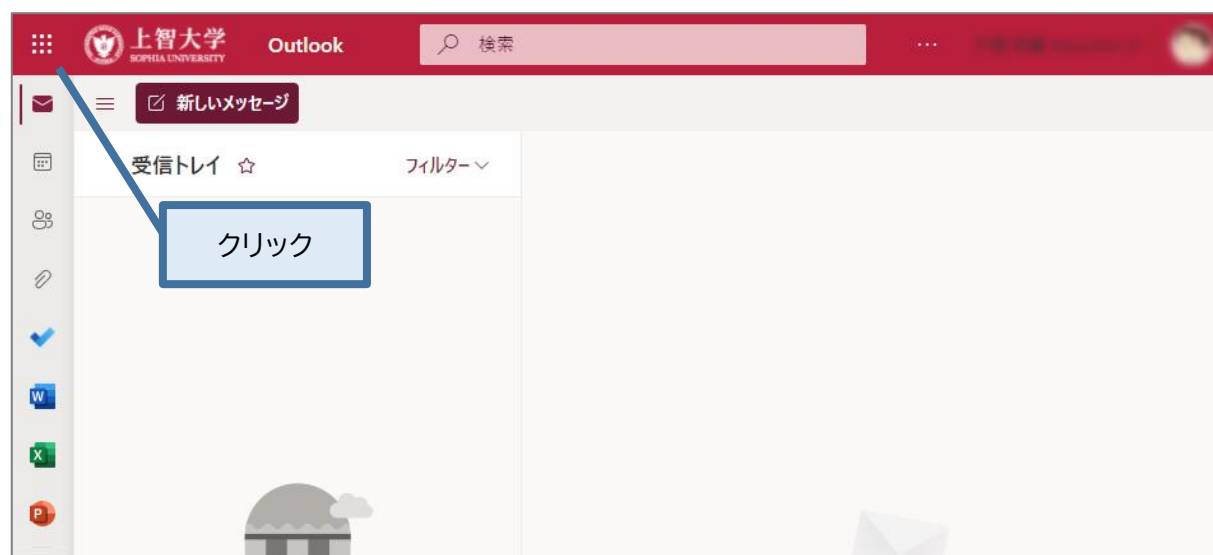 上智大学
SOPHIA UNIVERSITY
Outlook
検索
新しいメッセージ
受信トレイ
フィルター
クリック
W
X
P